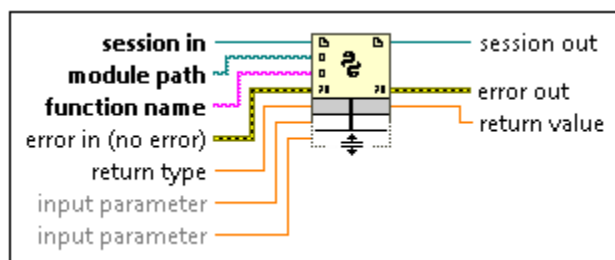 session in
session out
module path
function name
error in (no error)
error out
return value
return type
input parameter
input parameter